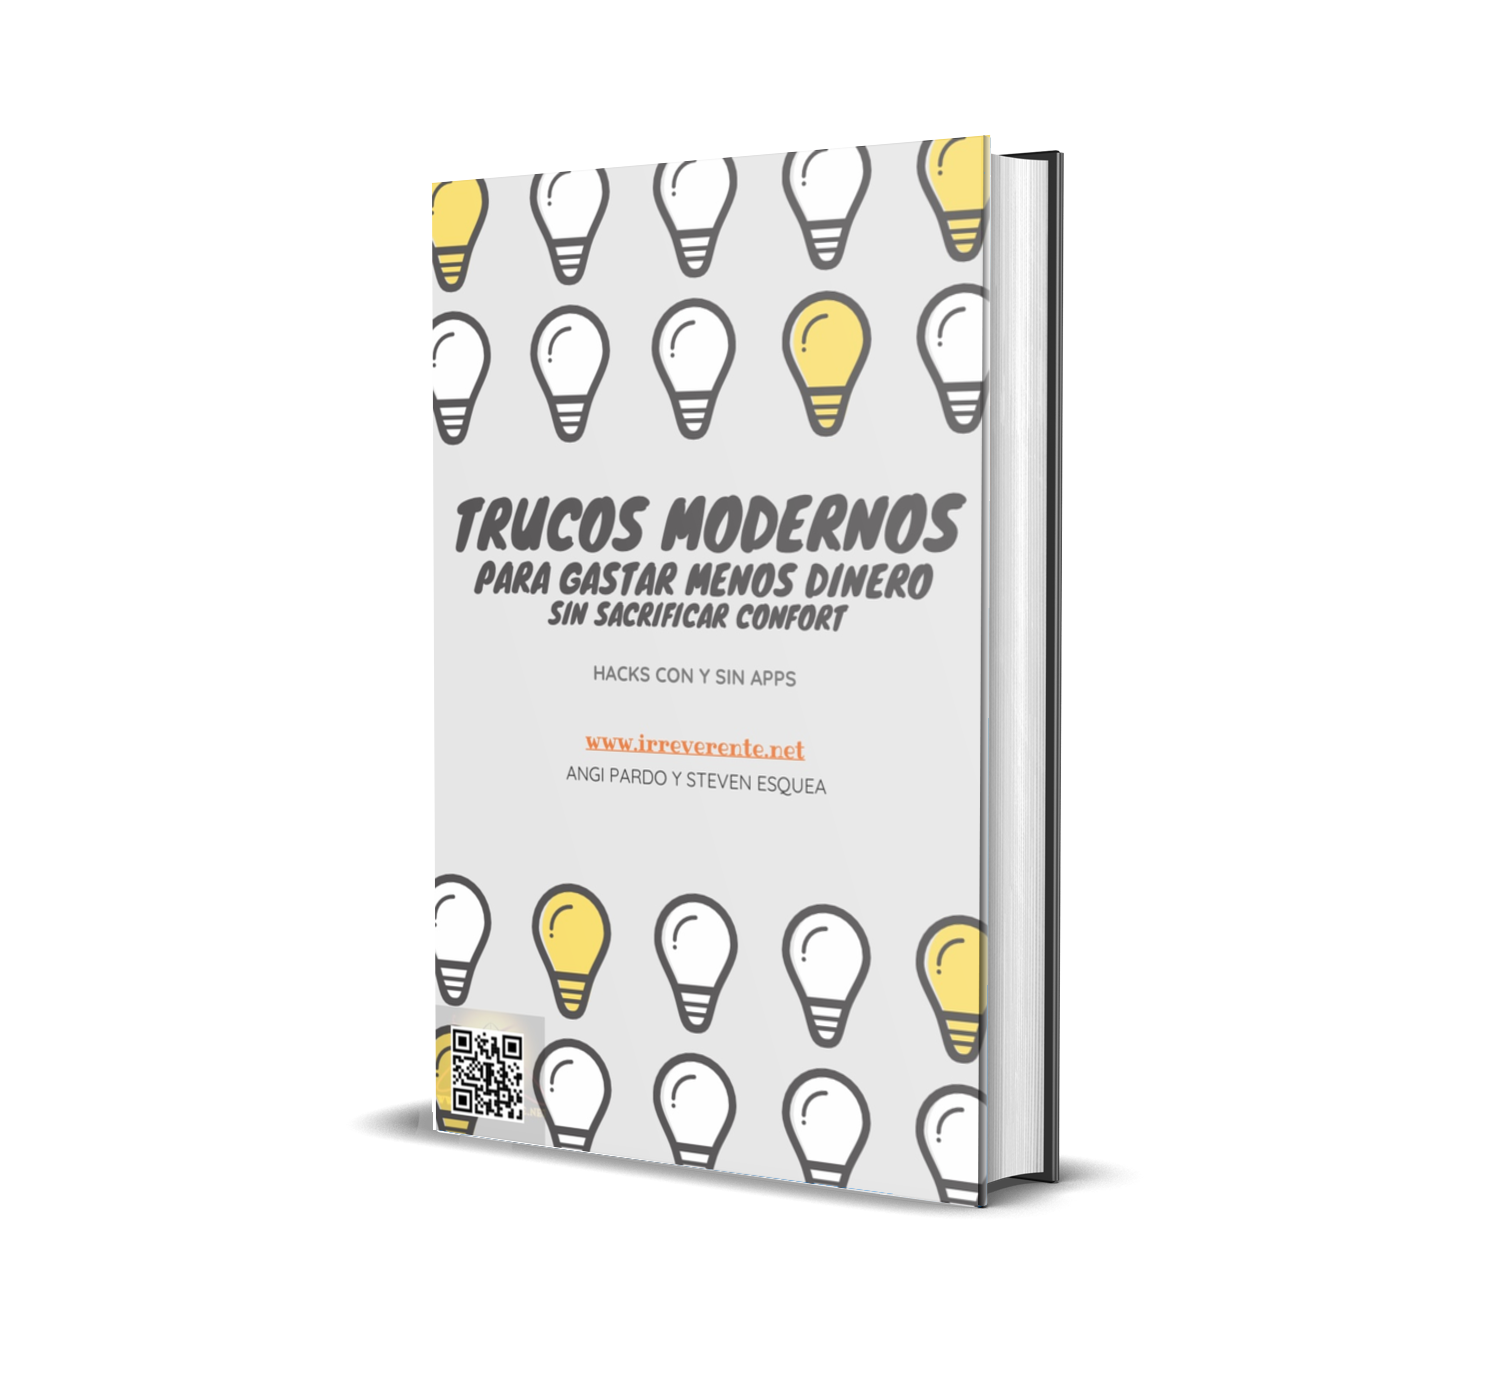 TRUCOS MODERNOS
PARA GASTAR MENOS DINERO
SIN SACRIFICAR CONFORT
HACKS CON Y SIN APPS
www.irreverente.net
ANGI PARDO Y STEVEN ESQUEA